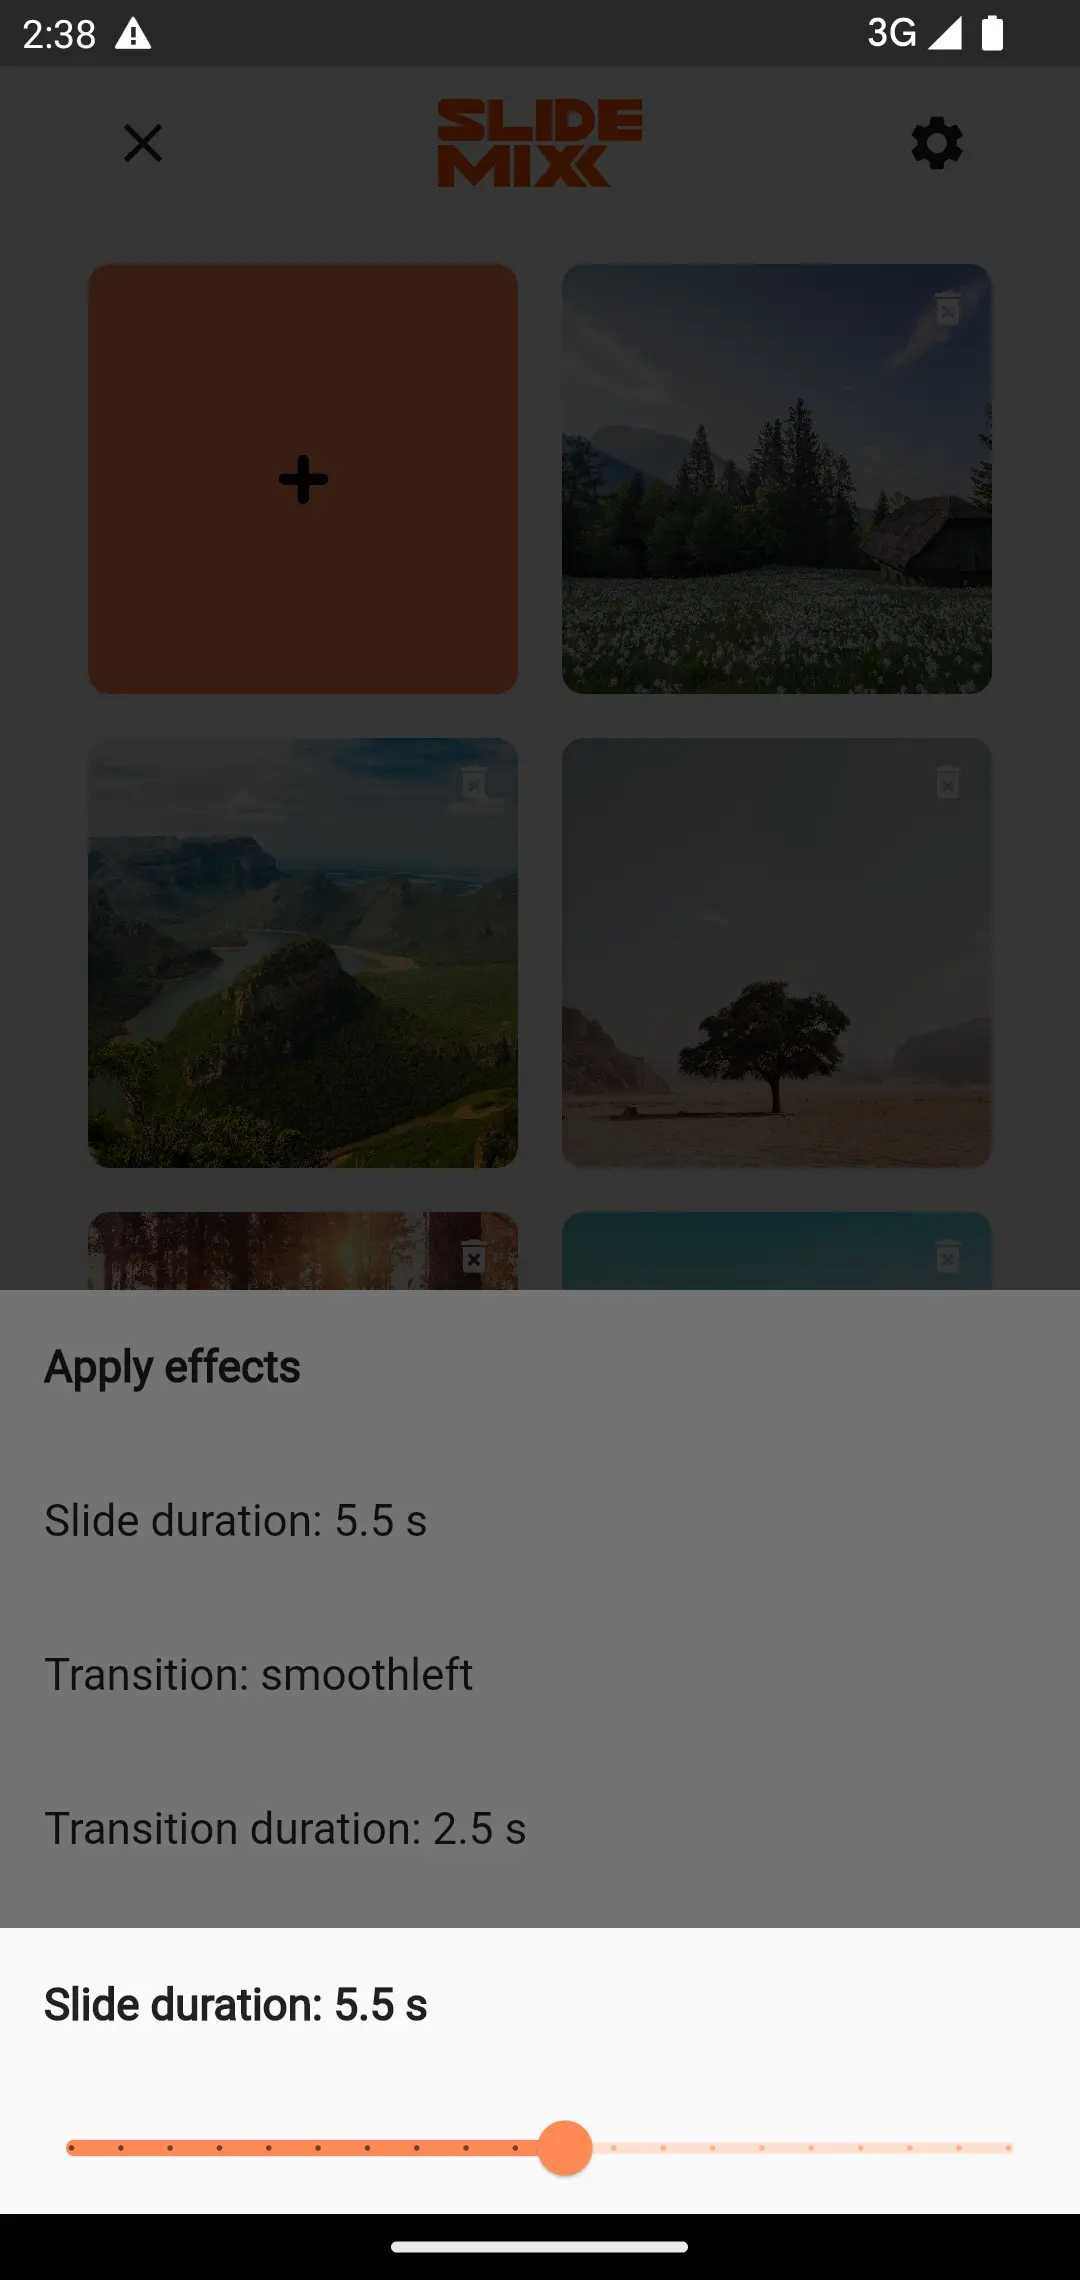 2:38
3G
SLIDE
MIX
Apply effects
Slide duration: 5.5 s
Transition: smoothleft
Transition duration: 2.5 s
Slide duration: 5.5 s